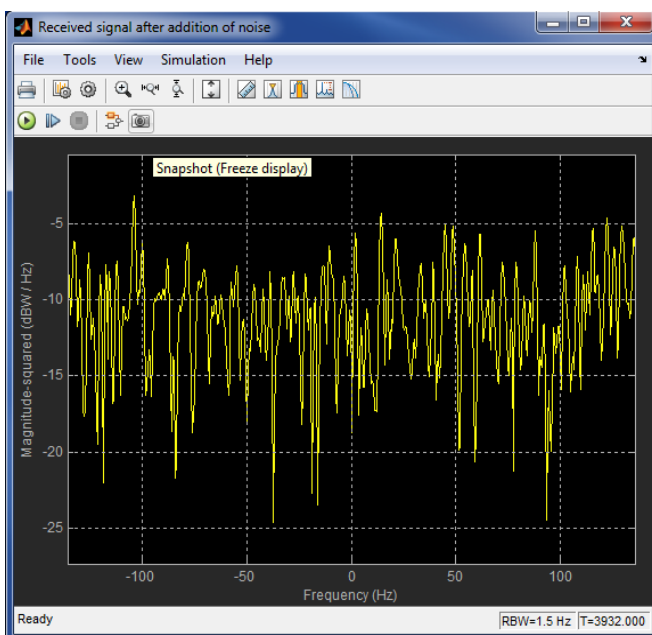 Received signal after addition of noise
File Tools View Simulation Help
Snapshot (Freeze display)
Magnitude-squared (dBW / Hz)
-5
-10
-15
-20
-25
-100 -50 0 50 100
Frequency (Hz)
Ready RBW=1.5 Hz T=3932.000